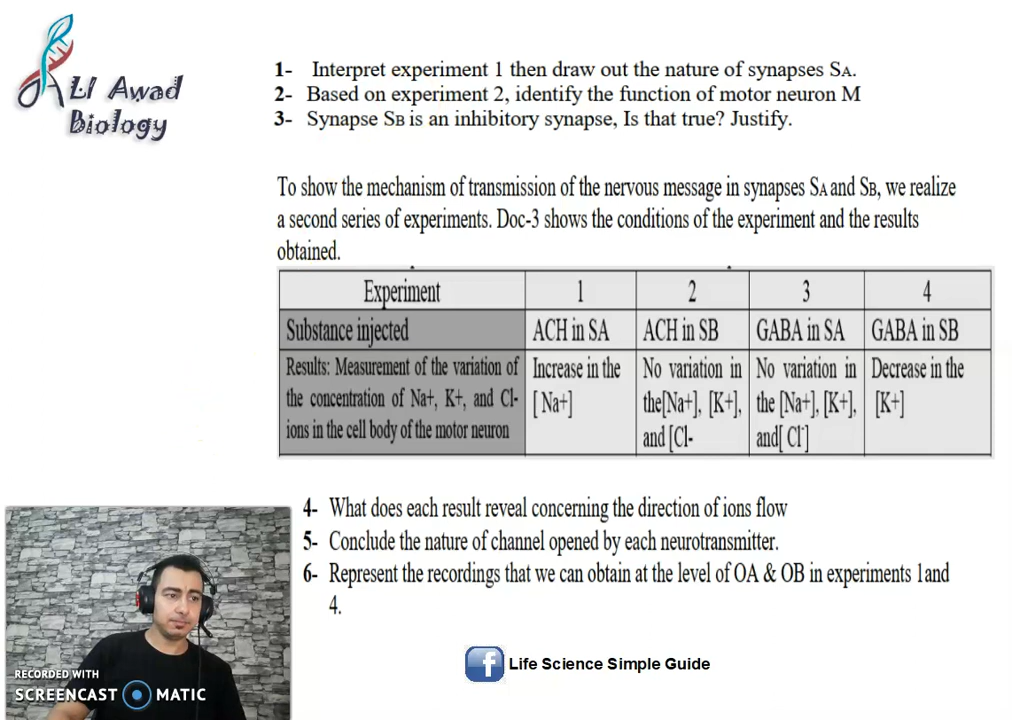 ALI Awad
Biology
1- Interpret experiment 1 then draw out the nature of synapses SA.
2- Based on experiment 2, identify the function of motor neuron M
3- Synapse SB is an inhibitory synapse, Is that true? Justify.
To show the mechanism of transmission of the nervous message in synapses SA and SB, we realize
a second series of experiments. Doc-3 shows the conditions of the experiment and the results
obtained.
Experiment 1 2 3 4
Substance injected ACH in SA ACH in SB GABA in SA GABA in SB
Results: Measurement of the variation of Increase in the No variation in No variation in Decrease in the
the concentration of Na+, K+, and Cl- [ Na+] the[Na+], [K+], the [Na+], [K+], [K+]
ions in the cell body of the motor neuron and [Cl- and[ Cl-]
4- What does each result reveal concerning the direction of ions flow
5- Conclude the nature of channel opened by each neurotransmitter.
6- Represent the recordings that we can obtain at the level of OA & OB in experiments 1and
4.
f Life Science Simple Guide
RECORDED WITH
SCREENCAST MATIC